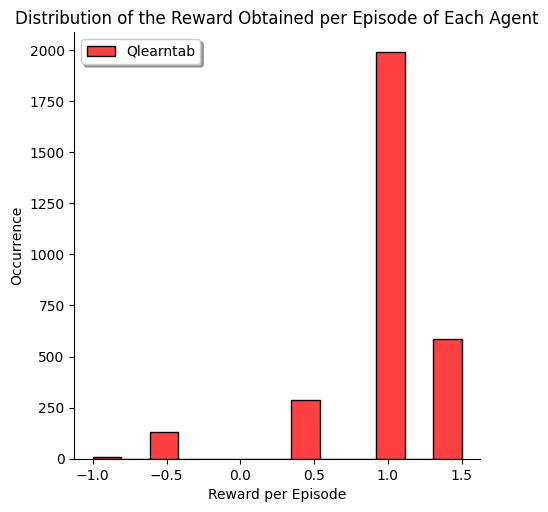 Distribution of the Reward Obtained per Episode of Each Agent
Qlearntab
2000
1750
1500
1250
1000
750
500
250
0
Occurrence
−1.0 −0.5 0.0 0.5 1.0 1.5
Reward per Episode